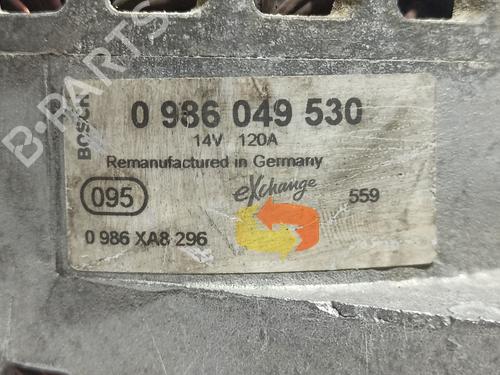 B-PARTS
BOSCH
0 986 049 530
14V 120A
Remanufactured in Germany
095
eXchange
559
0 986 XA8 296